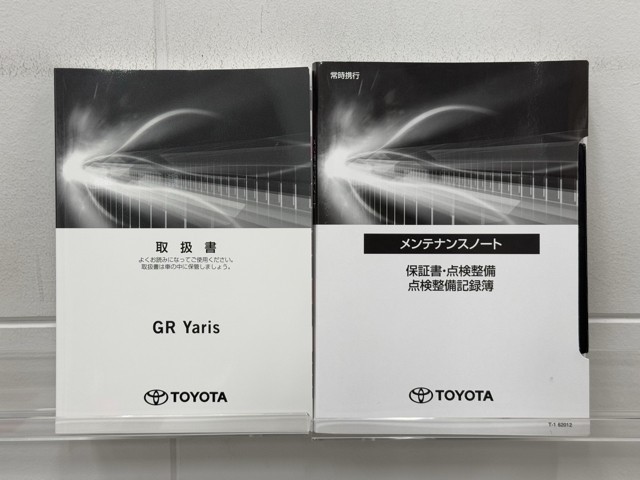 取扱書
よくお読みになってご使用ください。
取扱書は車の中に保管しましょう。
GR Yaris
TOYOTA
常時携行
メンテナンスノート
保証書・点検整備
点検整備記録簿
TOYOTA